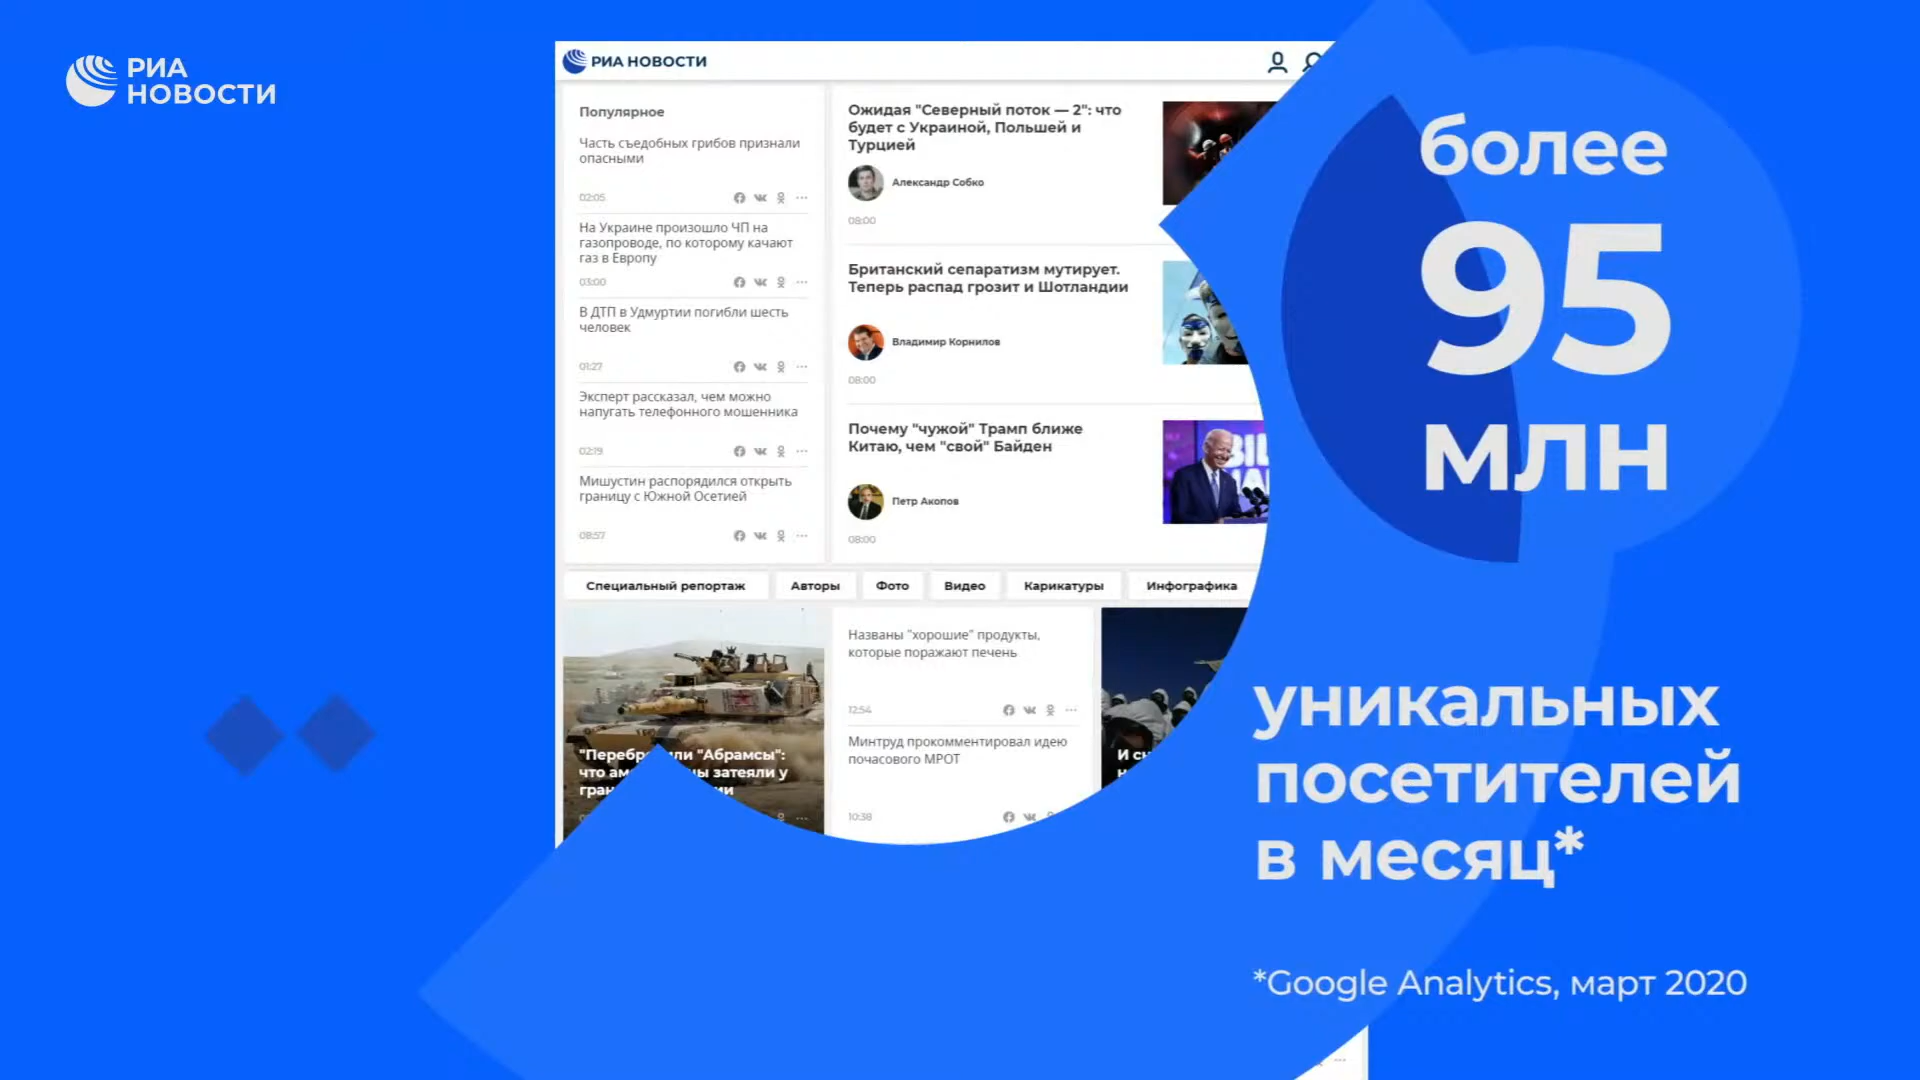 РИА
НОВОСТИ
РИА НОВОСТИ
Популярное
Часть съедобных грибов признали
опасными
02:05
На Украине произошло ЧП на
газопроводе, по которому качают
газ в Европу
03:00
В ДТП в Удмуртии погибли шесть
человек
01:27
Эксперт рассказал, чем можно
напугать телефонного мошенника
02:19
Мишустин распорядился открыть
границу с Южной Осетией
08:57
Ожидая "Северный поток — 2": что
будет с Украиной, Польшей и
Турцией
Александр Собко
08:00
Британский сепаратизм мутирует.
Теперь распад грозит и Шотландии
Владимир Корнилов
08:00
Почему "чужой" Трамп ближе
Китаю, чем "свой" Байден
Петр Акопов
08:00
Специальный репортаж
Авторы
Фото
Видео
Карикатуры
Инфографика
"Абрамсы":
что затеяли у
Названы "хорошие" продукты,
которые поражают печень
12:54
Минтруд прокомментировал идею
почасового МРОТ
10:38
И
более
95
млн
уникальных
посетителей
в месяц*
*Google Analytics, март 2020